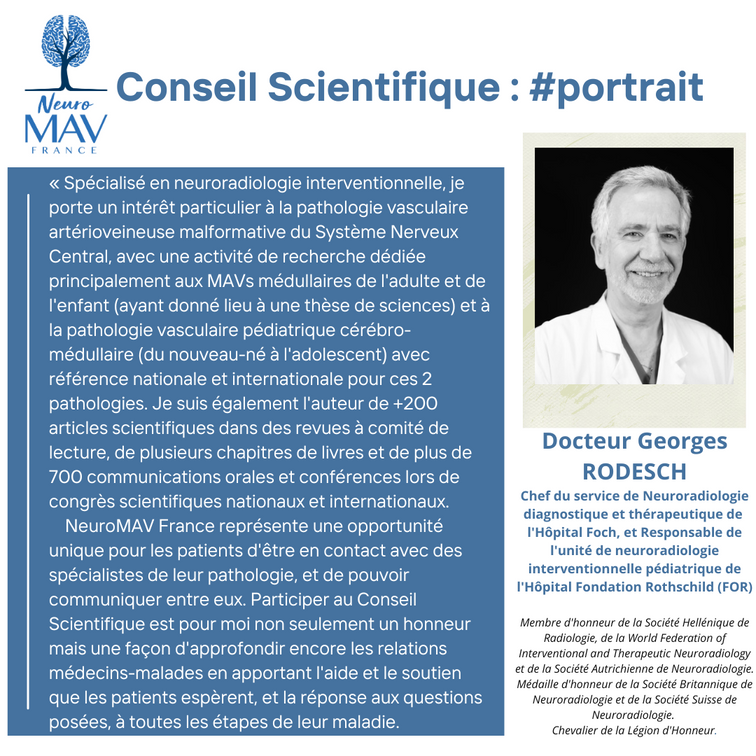 Conseil Scientifique : #portrait
Neuro
MAV
FRANCE
« Spécialisé en neuroradiologie interventionnelle, je
porte un intérêt particulier à la pathologie vasculaire
artérioveineuse malformative du Système Nerveux
Central, avec une activité de recherche dédiée
principalement aux MAVs médullaires de l'adulte et de
l'enfant (ayant donné lieu à une thèse de sciences) et à
la pathologie vasculaire pédiatrique cérébro-
médullaire (du nouveau-né à l'adolescent) avec
référence nationale et internationale pour ces 2
pathologies. Je suis également l'auteur de +200
articles scientifiques dans des revues à comité de
lecture, de plusieurs chapitres de livres et de plus de
700 communications orales et conférences lors de
congrès scientifiques nationaux et internationaux.
NeuroMAV France représente une opportunité
unique pour les patients d'être en contact avec des
spécialistes de leur pathologie, et de pouvoir
communiquer entre eux. Participer au Conseil
Scientifique est pour moi non seulement un honneur
mais une façon d'approfondir encore les relations
médecins-malades en apportant l'aide et le soutien
que les patients espèrent, et la réponse aux questions
posées, à toutes les étapes de leur maladie.
Docteur Georges
RODESCH
Chef du service de Neuroradiologie
diagnostique et thérapeutique de
l'Hôpital Foch, et Responsable de
l'unité de neuroradiologie
interventionnelle pédiatrique de
l'Hôpital Fondation Rothschild (FOR)
Membre d'honneur de la Société Hellénique de
Radiologie, de la World Federation of
Interventional and Therapeutic Neuroradiology
et de la Société Autrichienne de Neuroradiologie.
Médaille d'honneur de la Société Britannique de
Neuroradiologie et de la Société Suisse de
Neuroradiologie.
Chevalier de la Légion d'Honneur.